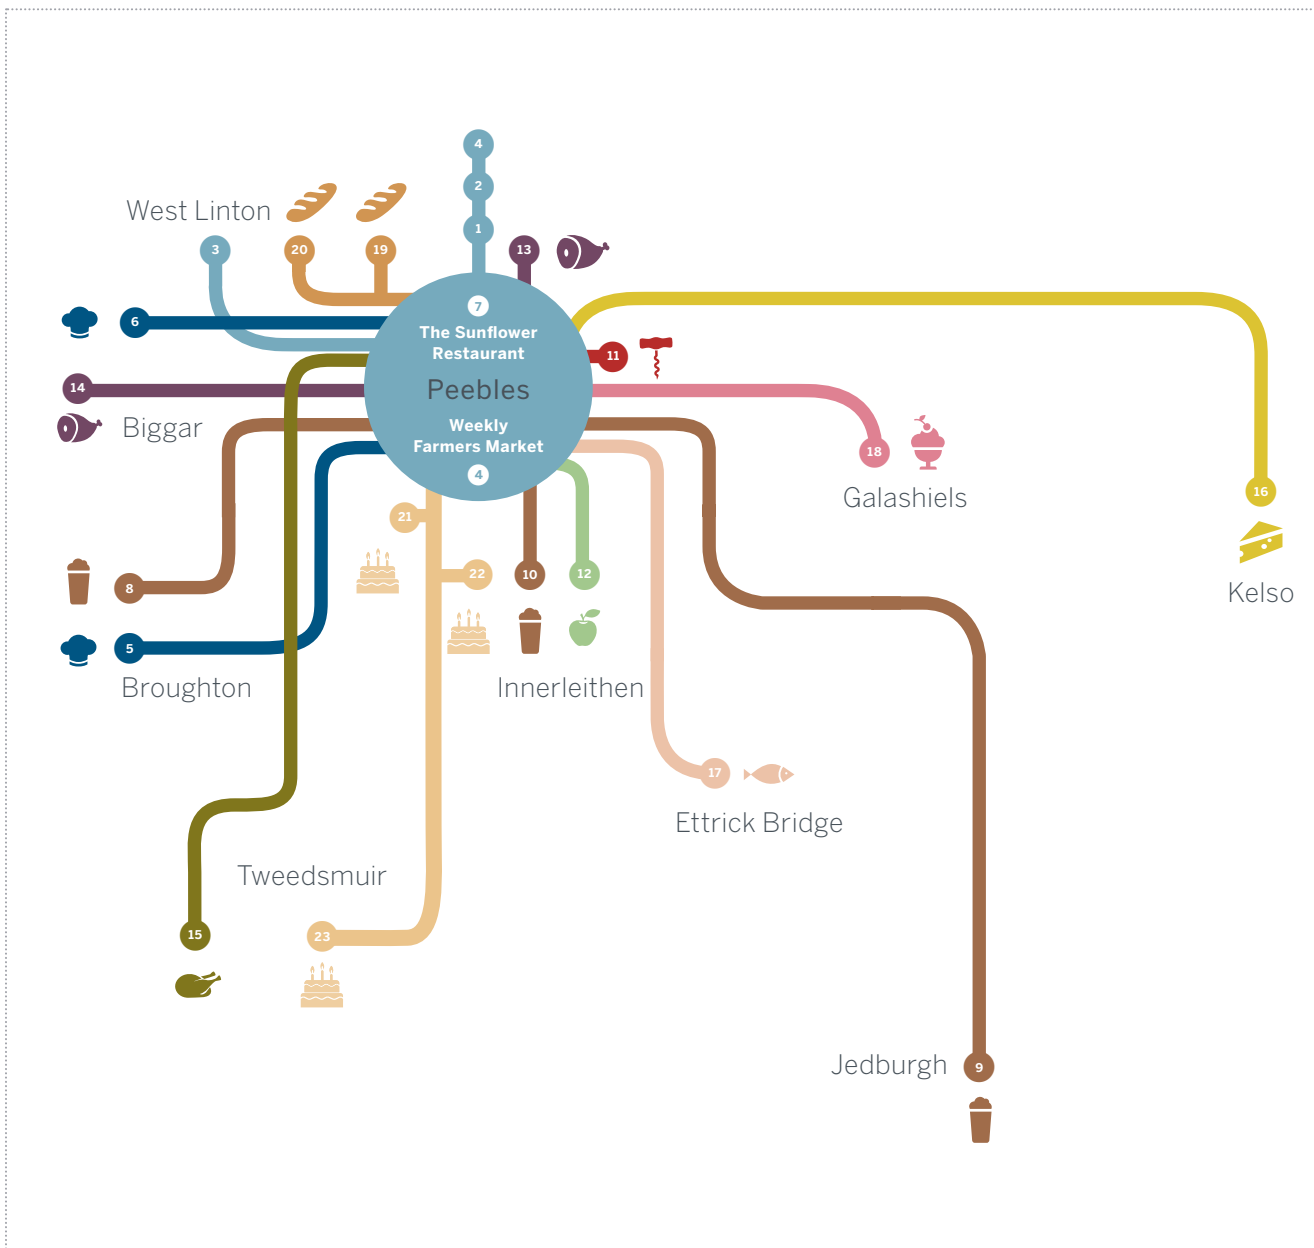 4
2
1
West Linton
3
20
19
13
7
6
The Sunflower
Restaurant
11
Peebles
14
Biggar
Weekly
Farmers Market
4
18
Galashiels
16
Kelso
21
22
10
12
8
5
Broughton
Innerleithen
17
Ettrick Bridge
Tweedsmuir
15
23
Jedburgh
9